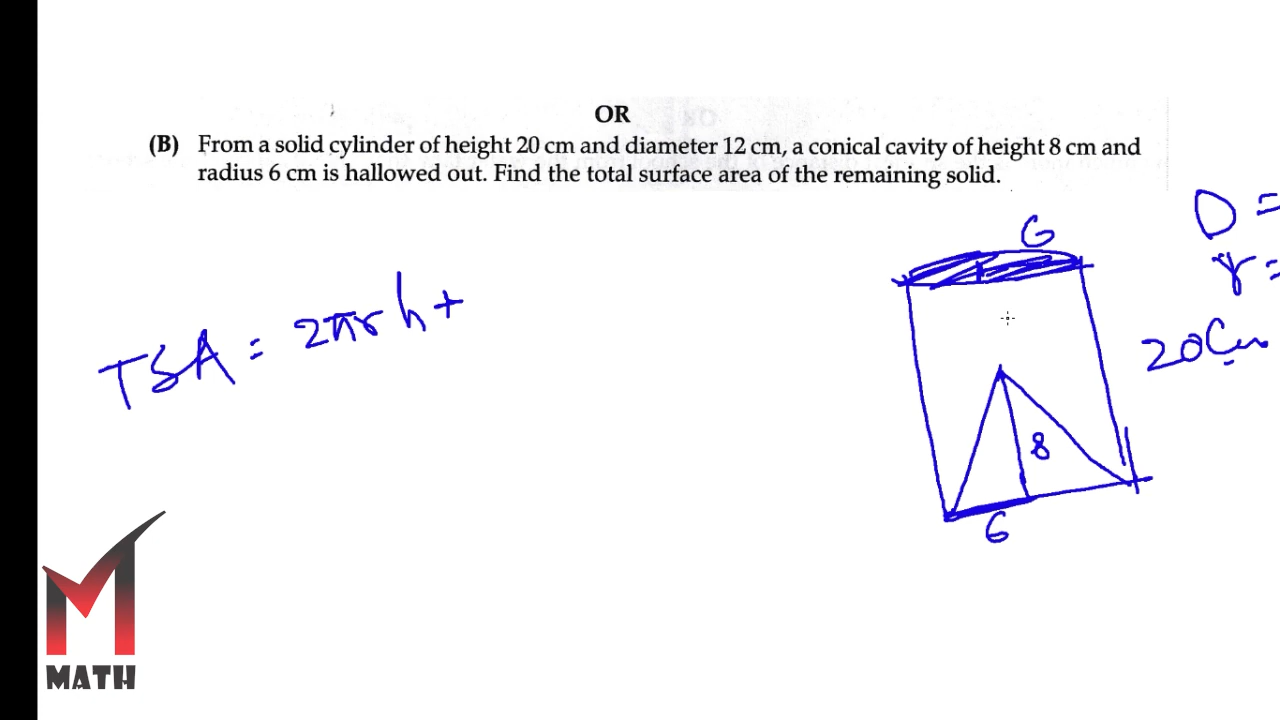 OR
(B) From a solid cylinder of height 20 cm and diameter 12 cm, a conical cavity of height 8 cm and
radius 6 cm is hallowed out. Find the total surface area of the remaining solid.
D =
6
r =
TSA = 2πrh +
20cm
8
6
MATH